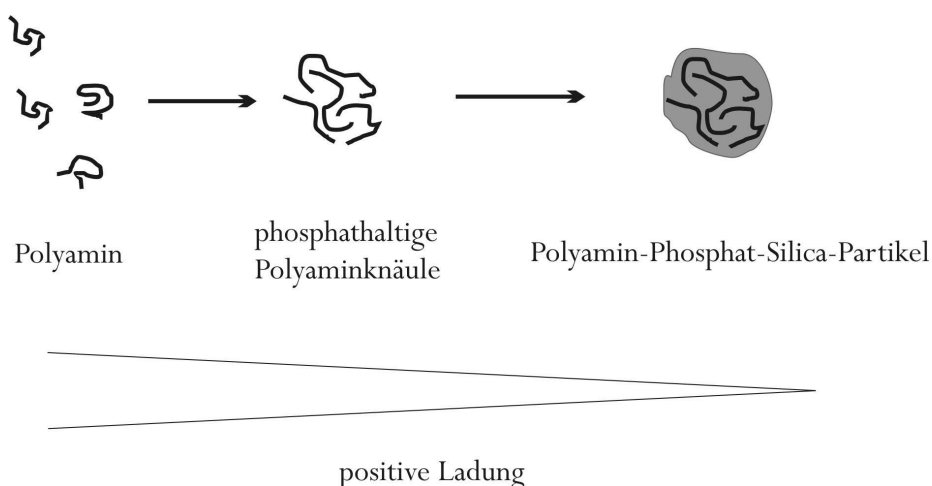 Polyamin
phosphathaltige
Polyaminknäule
Polyamin-Phosphat-Silica-Partikel
positive Ladung